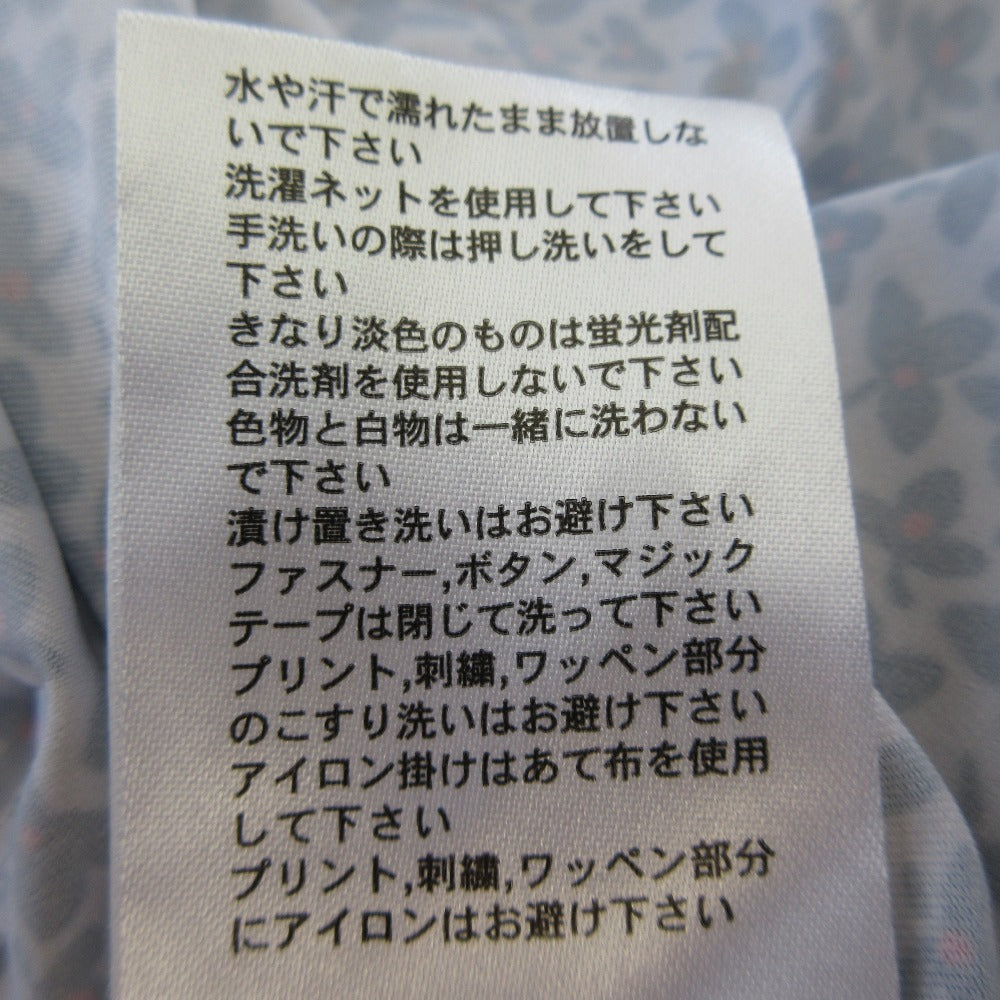 水や汗で濡れたまま放置しな
いで下さい
洗濯ネットを使用して下さい
手洗いの際は押し洗いをして
下さい
きなり淡色のものは蛍光剤配
合洗剤を使用しないで下さい
色物と白物は一緒に洗わない
で下さい
漬け置き洗いはお避け下さい
ファスナー,ボタン,マジック
テープは閉じて洗って下さい
プリント,刺繍,ワッペン部分
のこすり洗いはお避け下さい
アイロン掛けはあて布を使用
して下さい
プリント,刺繍,ワッペン部分
にアイロンはお避け下さい